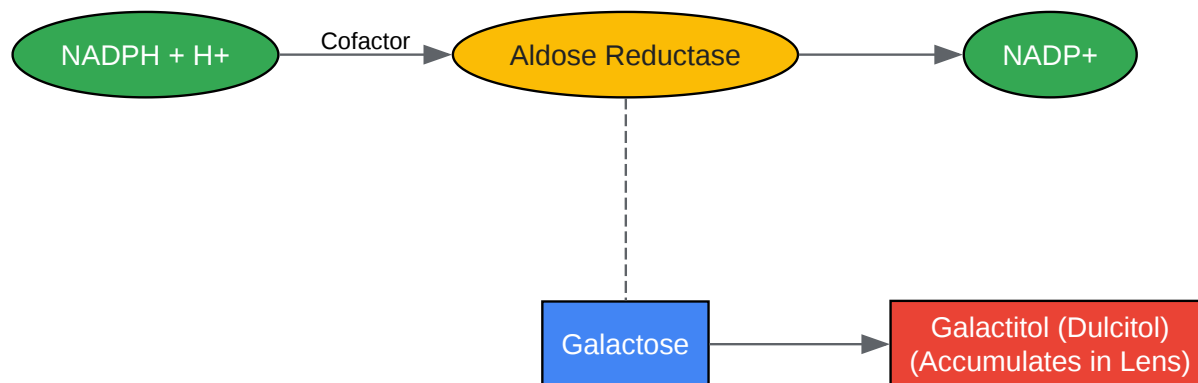 NADPH + H+
Cofactor
Aldose Reductase
NADP+
Galactose
Galactitol (Dulcitol)
(Accumulates in Lens)